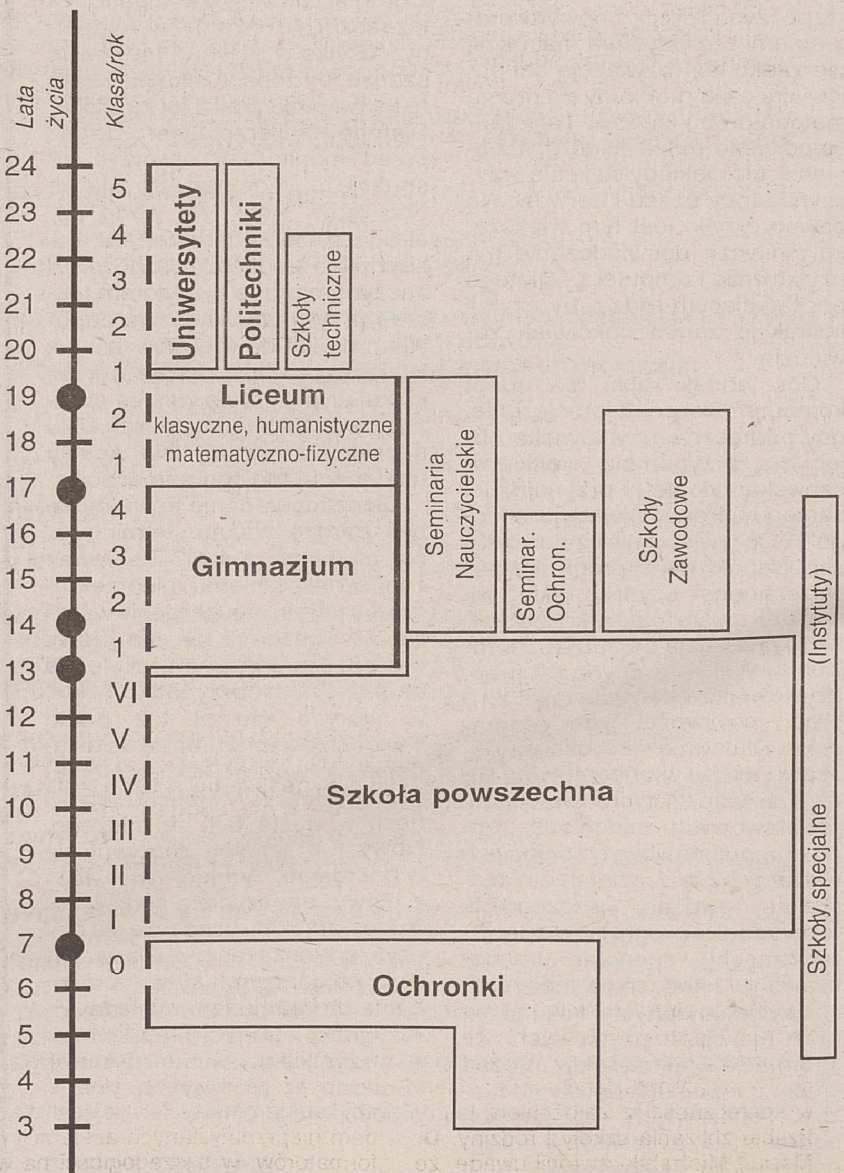 Lata
życia
Klasa/rok
24
23
22
21
20
19
18
17
16
15
14
13
12
11
10
9
8
7
6
5
4
3
5
4
3
2
1
2
1
4
3
2
1
VI
V
IV
III
II
I
0
Uniwersytety
Politechniki
Szkoły
techniczne
Liceum
klasyczne, humanistyczne
matematyczno-fizyczne
Gimnazjum
Seminaria
Nauczycielskie
Seminar.
Ochron.
Szkoły
Zawodowe
Szkoła powszechna
Ochronki
Szkoły specjalne (Instytuty)